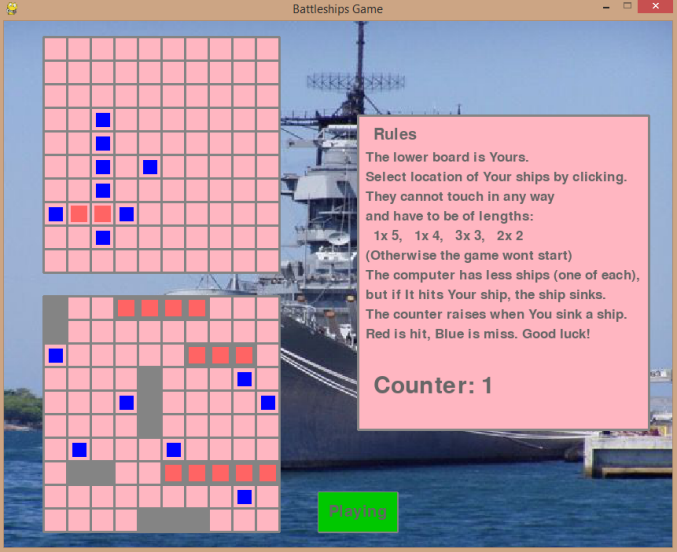 Battleships Game
Rules
The lower board is Yours.
Select location of Your ships by clicking.
They cannot touch in any way
and have to be of lengths:
1x 5,   1x 4,   3x 3,   2x 2
(Otherwise the game wont start)
The computer has less ships (one of each),
but if It hits Your ship, the ship sinks.
The counter raises when You sink a ship.
Red is hit, Blue is miss. Good luck!
Counter: 1
Playing